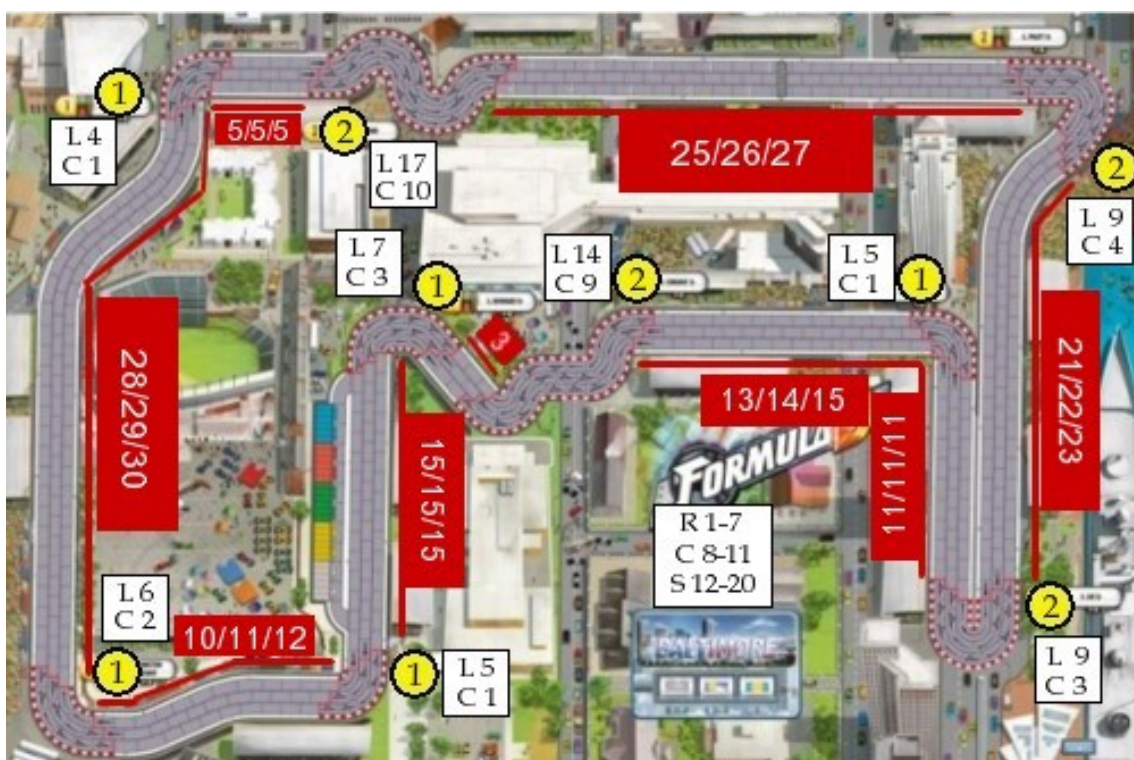 1
L 4
C 1
5/5/5
2
L 17
C 10
25/26/27
2
L 9
C 4
L 7
C 3
1
3
L 14
C 9
2
L 5
C 1
1
28/29/30
15/15/15
13/14/15
11/11/11
21/22/23
FORMULA
R 1-7
C 8-11
S 12-20
BALTIMORE
L 6
C 2
1
10/11/12
1
L 5
C 1
2
L 9
C 3